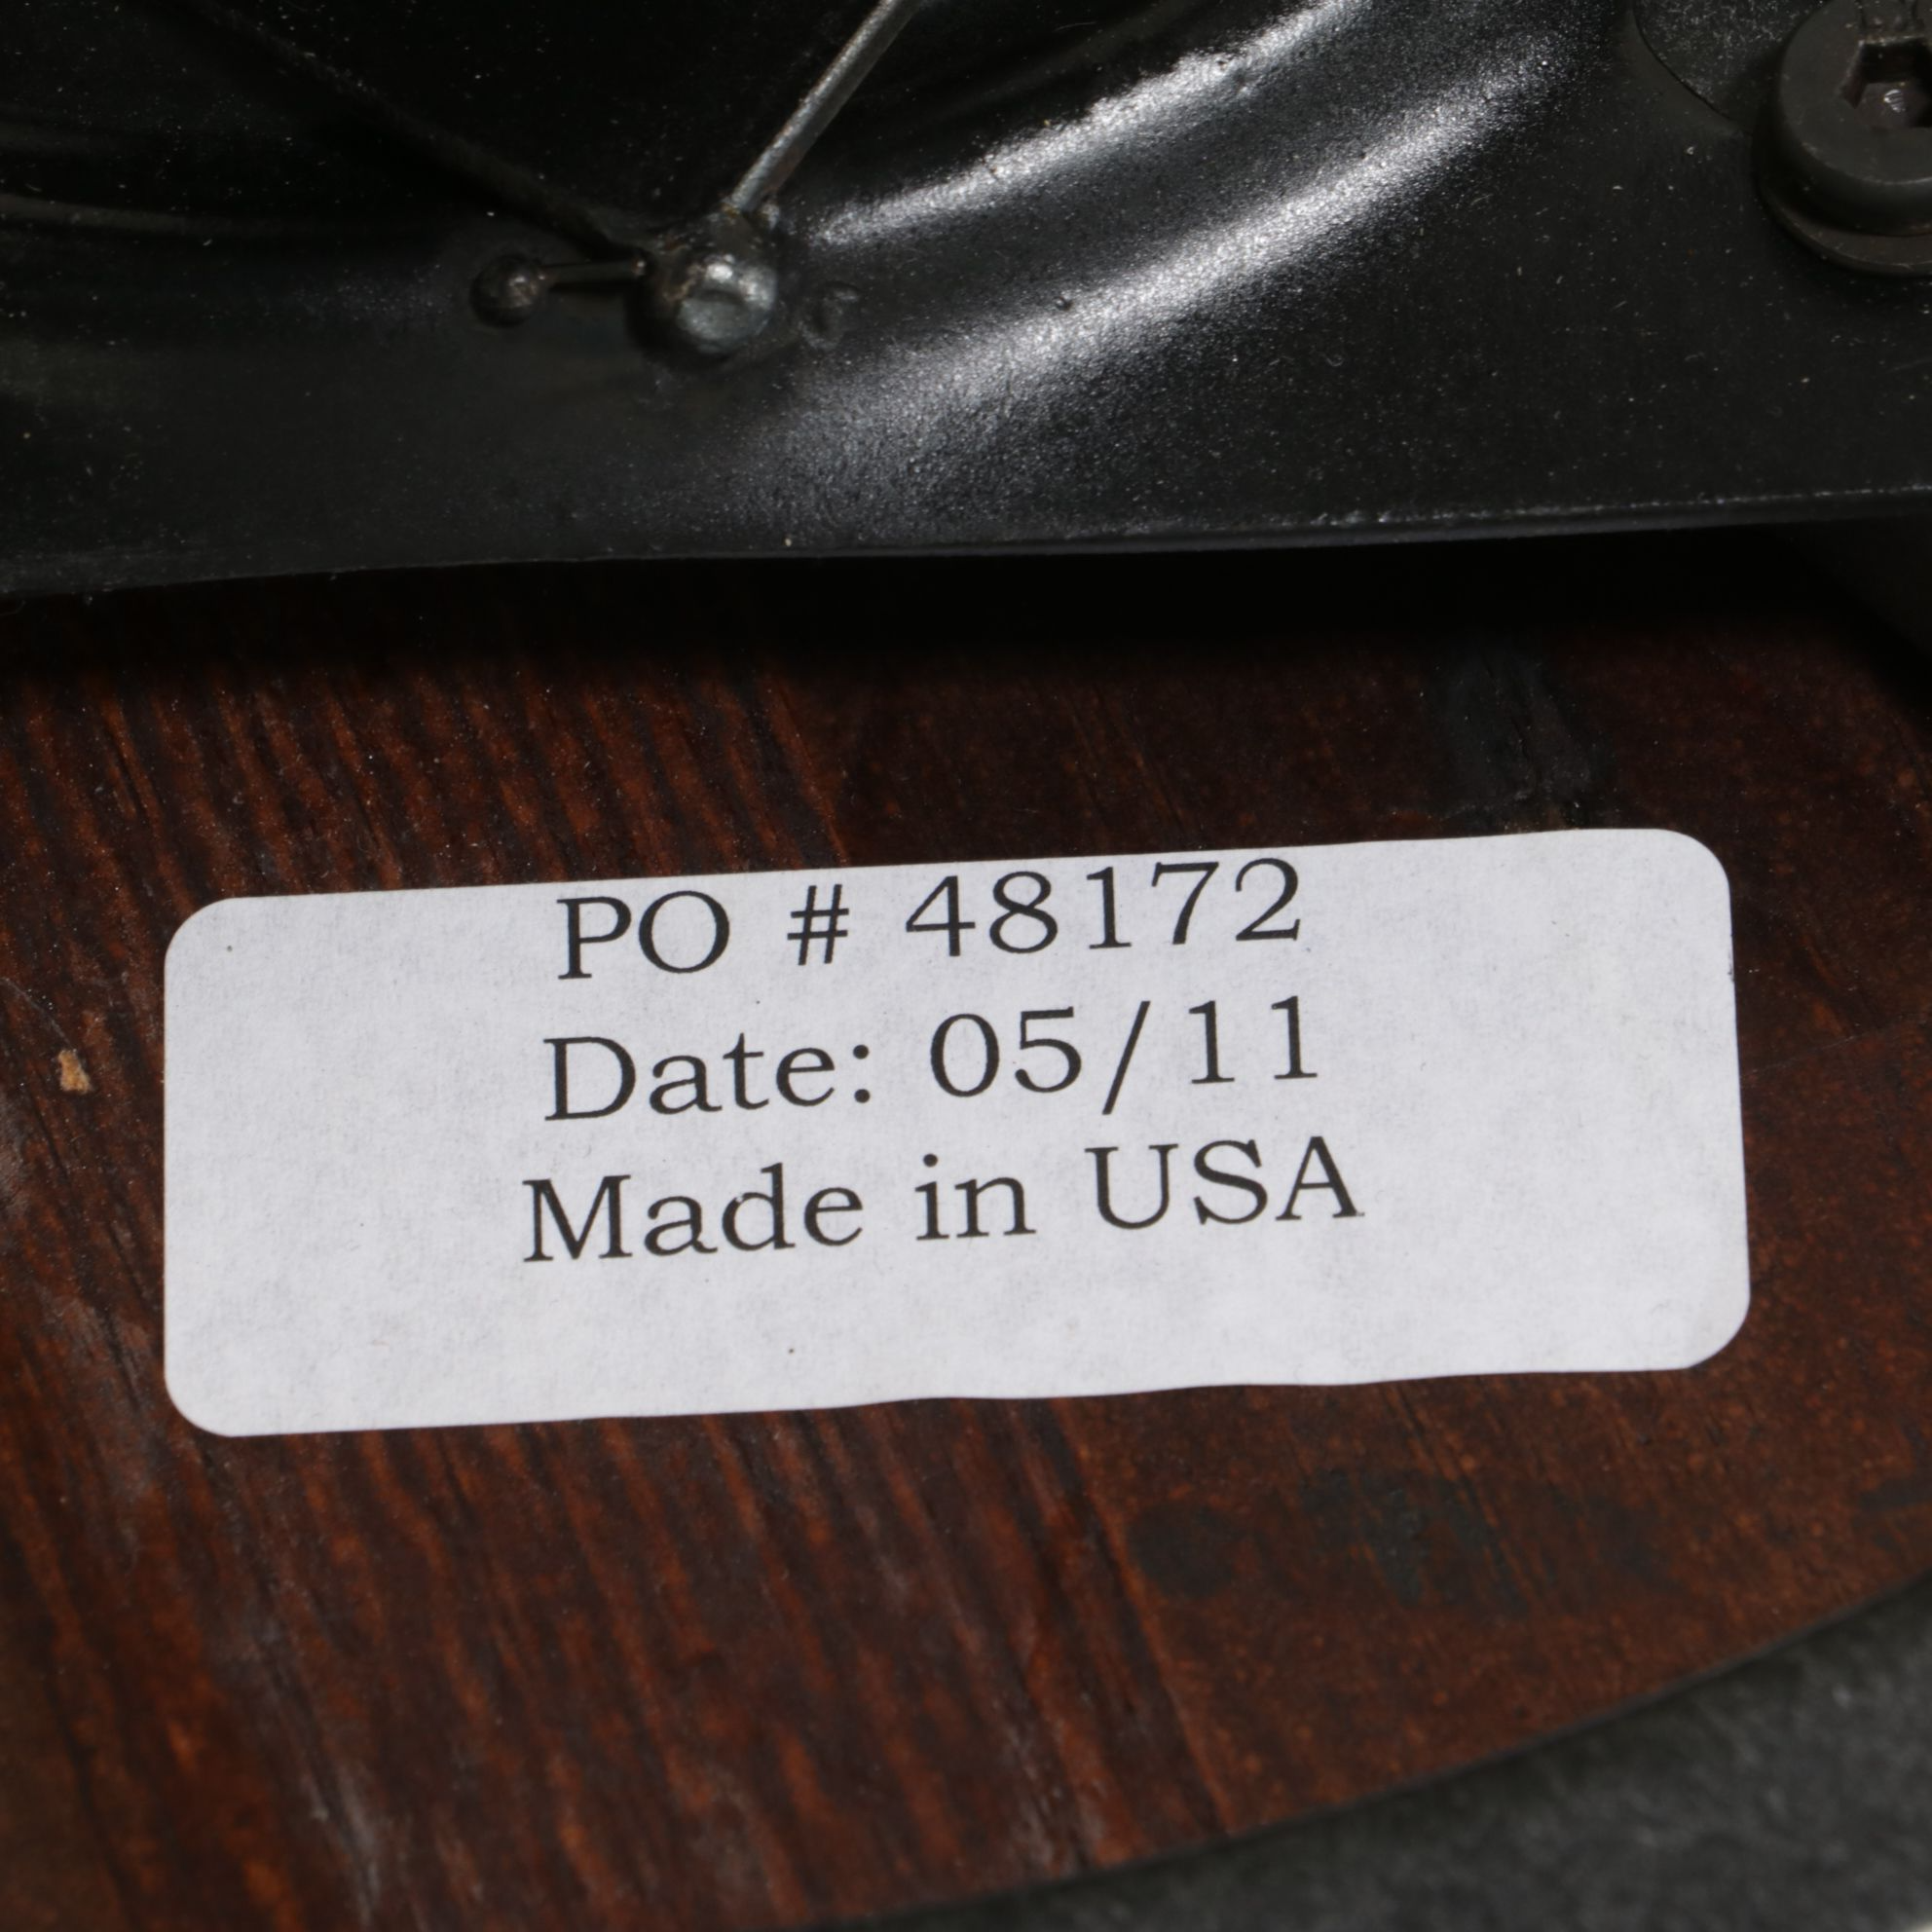 PO # 48172
Date: 05/11
Made in USA